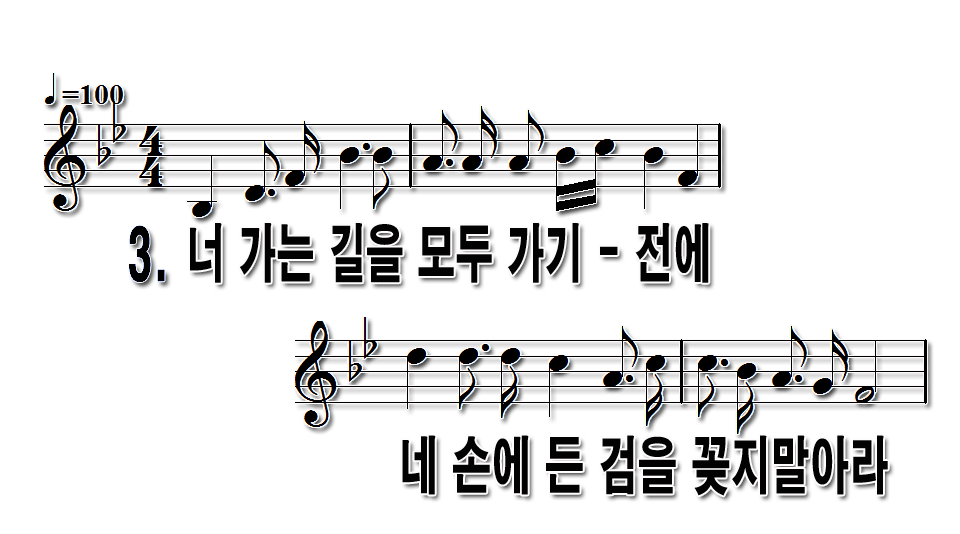 ♩=100
3. 너 가는 길을 모두 가기 - 전에
네 손에 든 검을 꽂지말아라